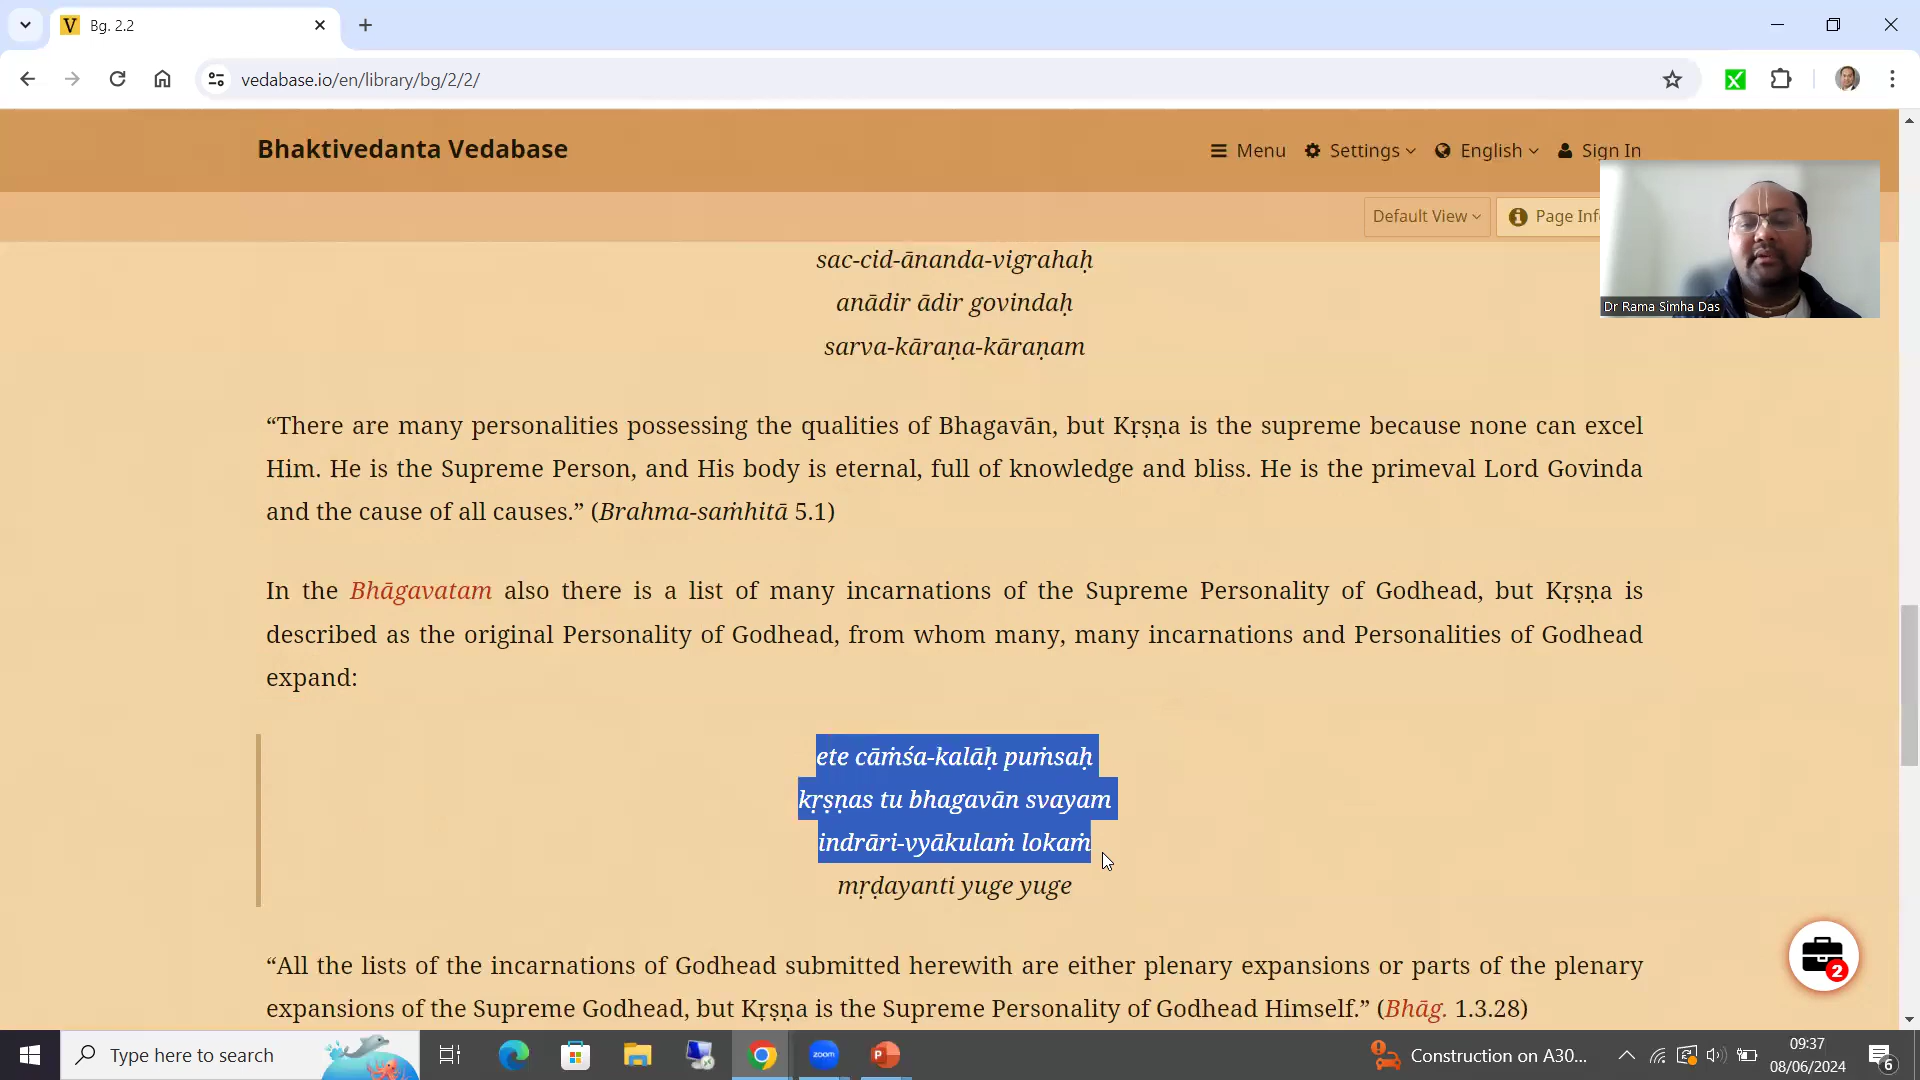 Bg. 2.2
vedabase.io/en/library/bg/2/2/
Bhaktivedanta Vedabase
Menu
Settings
English
Sign In
Default View
Page Inf
Dr Rama Simha Das
sac-cid-ānanda-vigrahaḥ
anādir ādir govindaḥ
sarva-kāraṇa-kāraṇam
“There are many personalities possessing the qualities of Bhagavān, but Kṛṣṇa is the supreme because none can excel
Him. He is the Supreme Person, and His body is eternal, full of knowledge and bliss. He is the primeval Lord Govinda
and the cause of all causes.” (Brahma-saṁhitā 5.1)
In the Bhāgavatam also there is a list of many incarnations of the Supreme Personality of Godhead, but Kṛṣṇa is
described as the original Personality of Godhead, from whom many, many incarnations and Personalities of Godhead
expand:
ete cāṁśa-kalāḥ puṁsaḥ
kṛṣṇas tu bhagavān svayam
indrāri-vyākulaṁ lokaṁ
mṛḍayanti yuge yuge
“All the lists of the incarnations of Godhead submitted herewith are either plenary expansions or parts of the plenary
expansions of the Supreme Godhead, but Kṛṣṇa is the Supreme Personality of Godhead Himself.” (Bhāg. 1.3.28)
2
Type here to search
zoom
Construction on A30...
09:37
08/06/2024
6